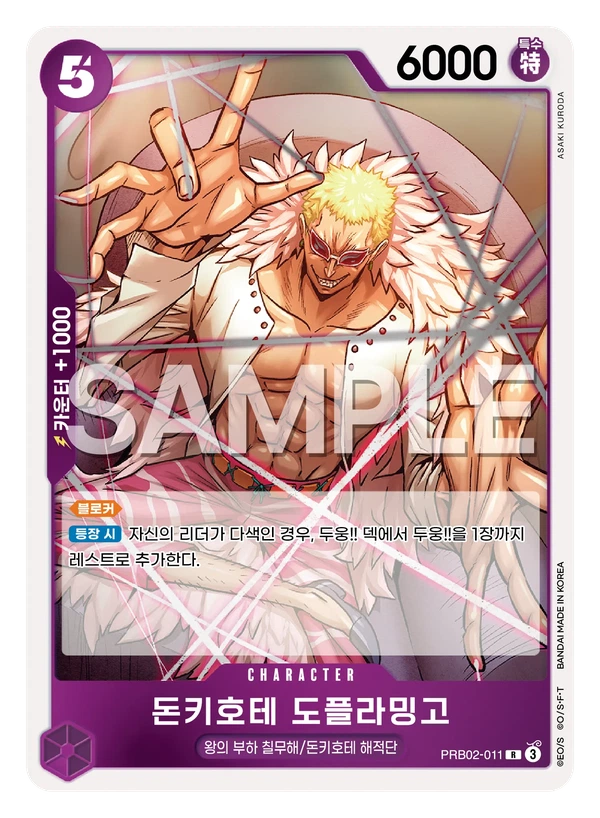 5
6000
특수
特
ASAKI KURODA
카운터 +1000
SAMPLE
블로커
등장 시 자신의 리더가 다색인 경우, 두웅!! 덱에서 두웅!!을 1장까지
레스트로 추가한다.
CHARACTER
돈키호테 도플라밍고
왕의 부하 칠무해/돈키호테 해적단
PRB02-011 R 3
©EO/S ©O/S·F·T BANDAI MADE IN KOREA